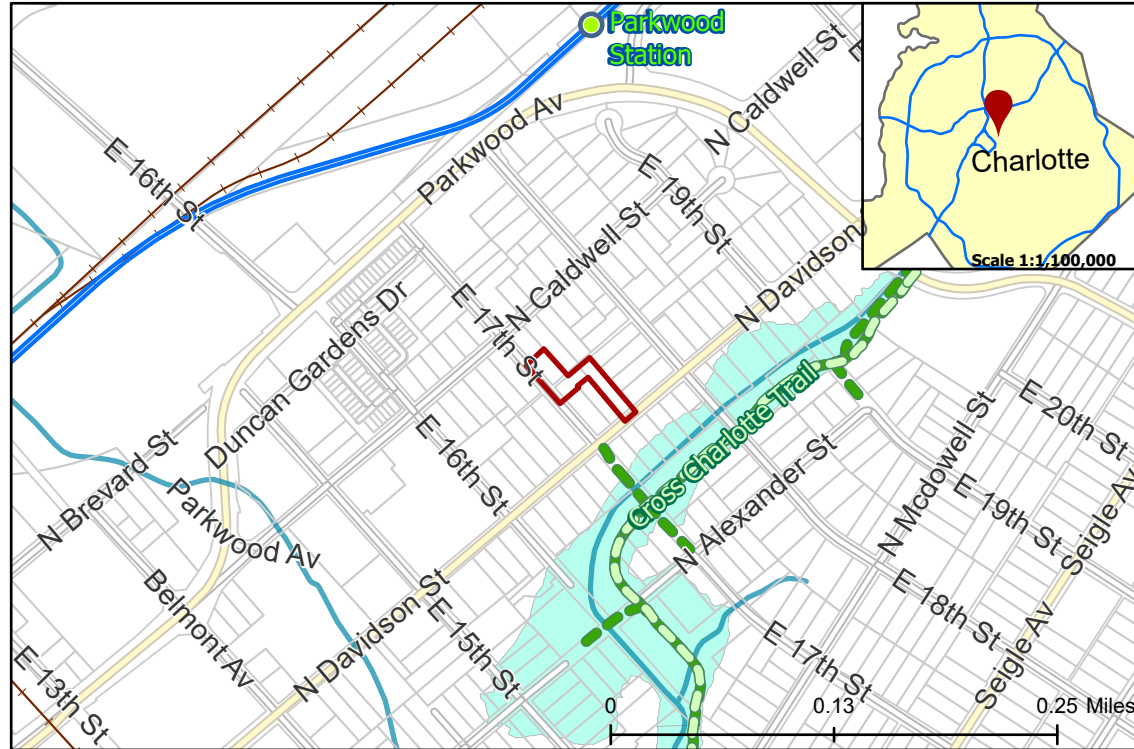 Parkwood
Station
N Caldwell St
E
Parkwood Av
E 16th St
E 19th St
N Caldwell St
N Davidson
Charlotte
Scale 1:1,100,000
E 17th St
Duncan Gardens Dr
Cross Charlotte Trail
E 16th St
N Brevard St
Parkwood Av
N Alexander St
N Mcdowell St
E 20th St
E 19th St
Seigle Av
Belmont Av
N Davidson St
E 15th St
E 18th St
E 17th St
Seigle Av
E 13th St
0
0.13
0.25 Miles